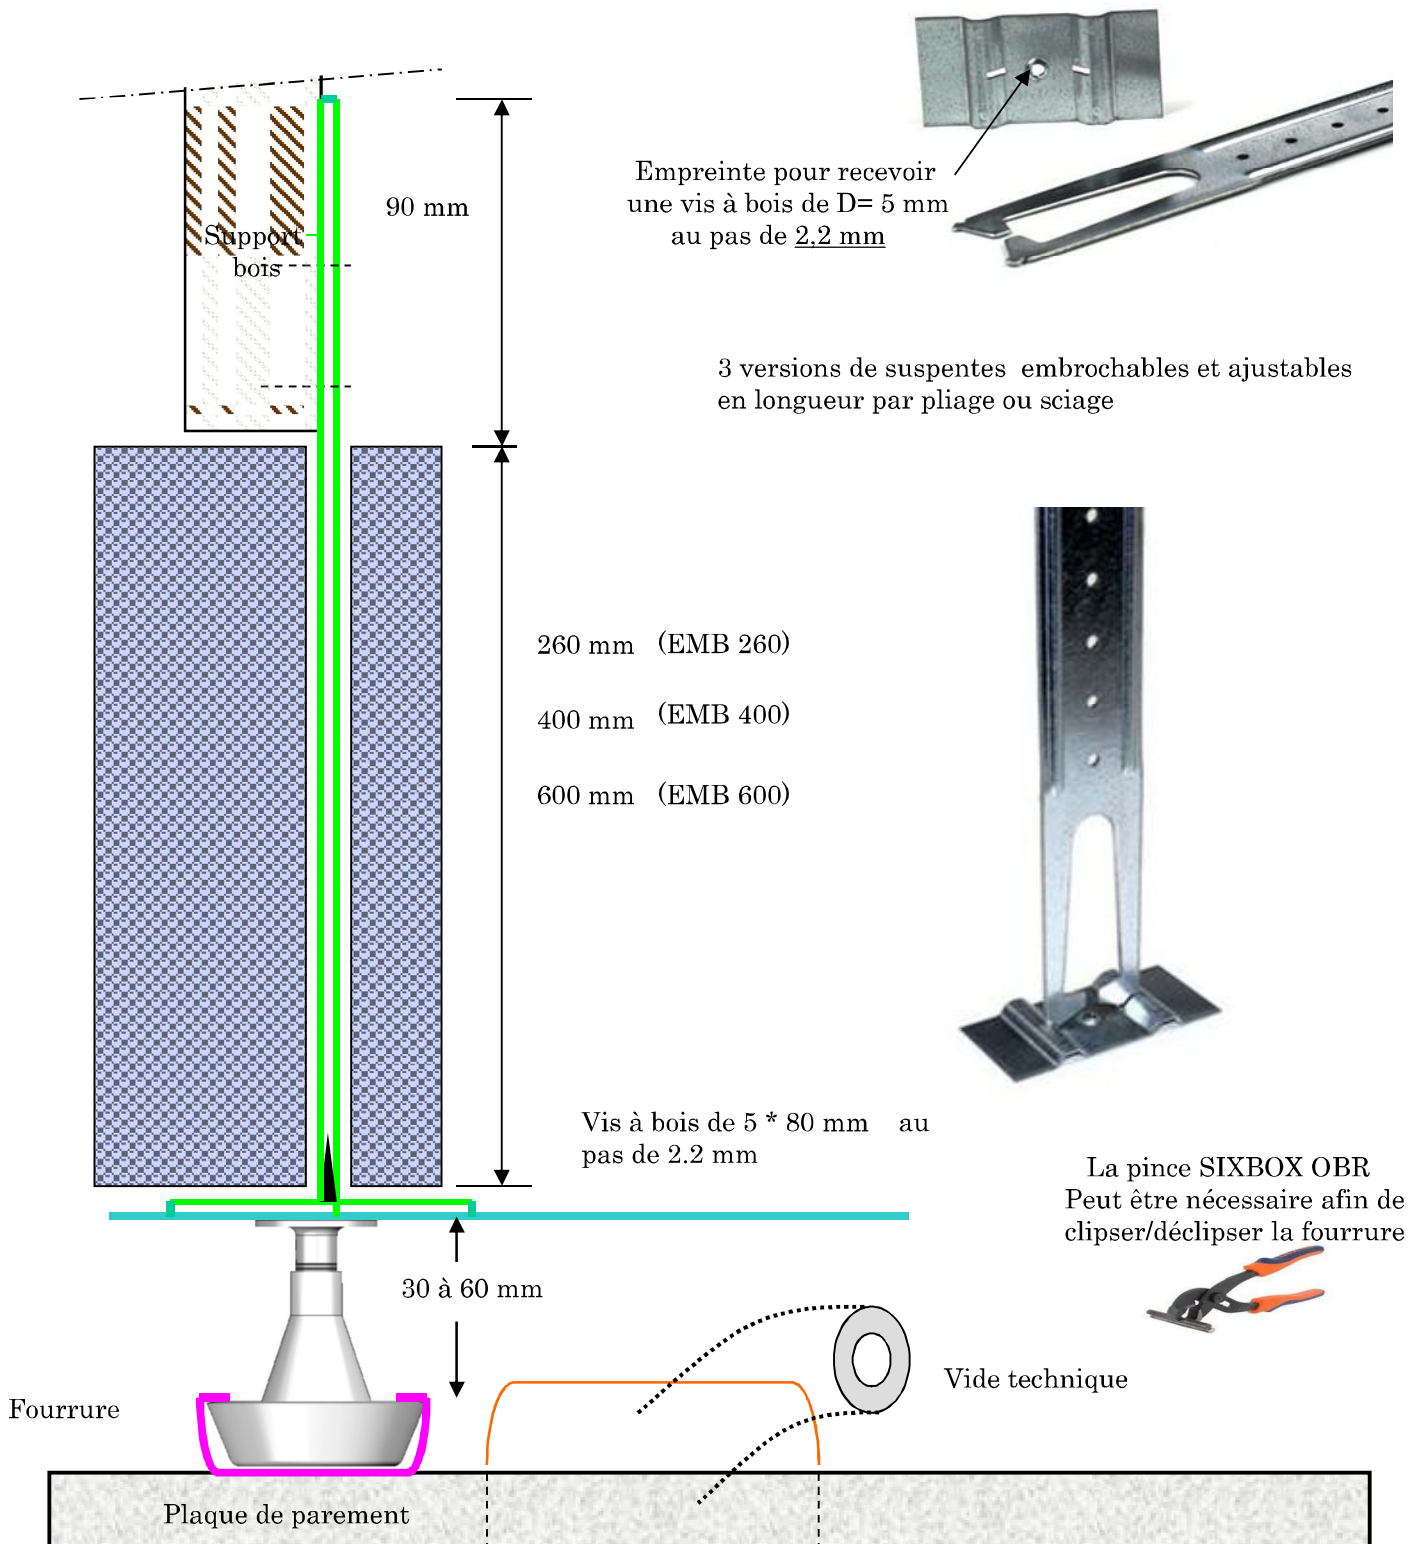 Empreinte pour recevoir
une vis à bois de D= 5 mm
au pas de 2,2 mm
90 mm
Support
bois
3 versions de suspentes embrochables et ajustables
en longueur par pliage ou sciage
260 mm (EMB 260)
400 mm (EMB 400)
600 mm (EMB 600)
Vis à bois de 5 * 80 mm au
pas de 2.2 mm
La pince SIXBOX OBR
Peut être nécessaire afin de
clipser/déclipser la fourrure
30 à 60 mm
Vide technique
Fourrure
Plaque de parement